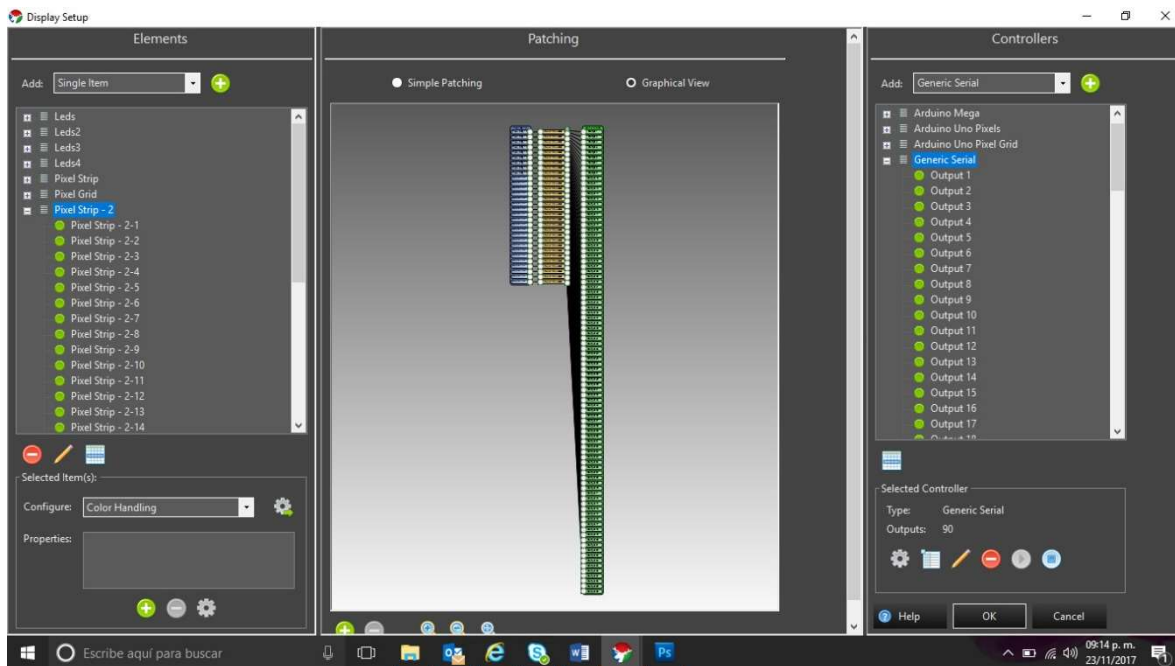 Display Setup
Elements
Add: Single Item
Leds
Leds2
Leds3
Leds4
Pixel Strip
Pixel Grid
Pixel Strip - 2
Pixel Strip - 2-1
Pixel Strip - 2-2
Pixel Strip - 2-3
Pixel Strip - 2-4
Pixel Strip - 2-5
Pixel Strip - 2-6
Pixel Strip - 2-7
Pixel Strip - 2-8
Pixel Strip - 2-9
Pixel Strip - 2-10
Pixel Strip - 2-11
Pixel Strip - 2-12
Pixel Strip - 2-13
Pixel Strip - 2-14
Selected Item(s):
Configure: Color Handling
Properties:
Patching
Simple Patching
Graphical View
Controllers
Add: Generic Serial
Arduino Mega
Arduino Uno Pixels
Arduino Uno Pixel Grid
Generic Serial
Output 1
Output 2
Output 3
Output 4
Output 5
Output 6
Output 7
Output 8
Output 9
Output 10
Output 11
Output 12
Output 13
Output 14
Output 15
Output 16
Output 17
Output 18
Selected Controller
Type: Generic Serial
Outputs: 90
Help
OK
Cancel
Escribe aquí para buscar
Ps
09:14 p. m.
23/11/2017